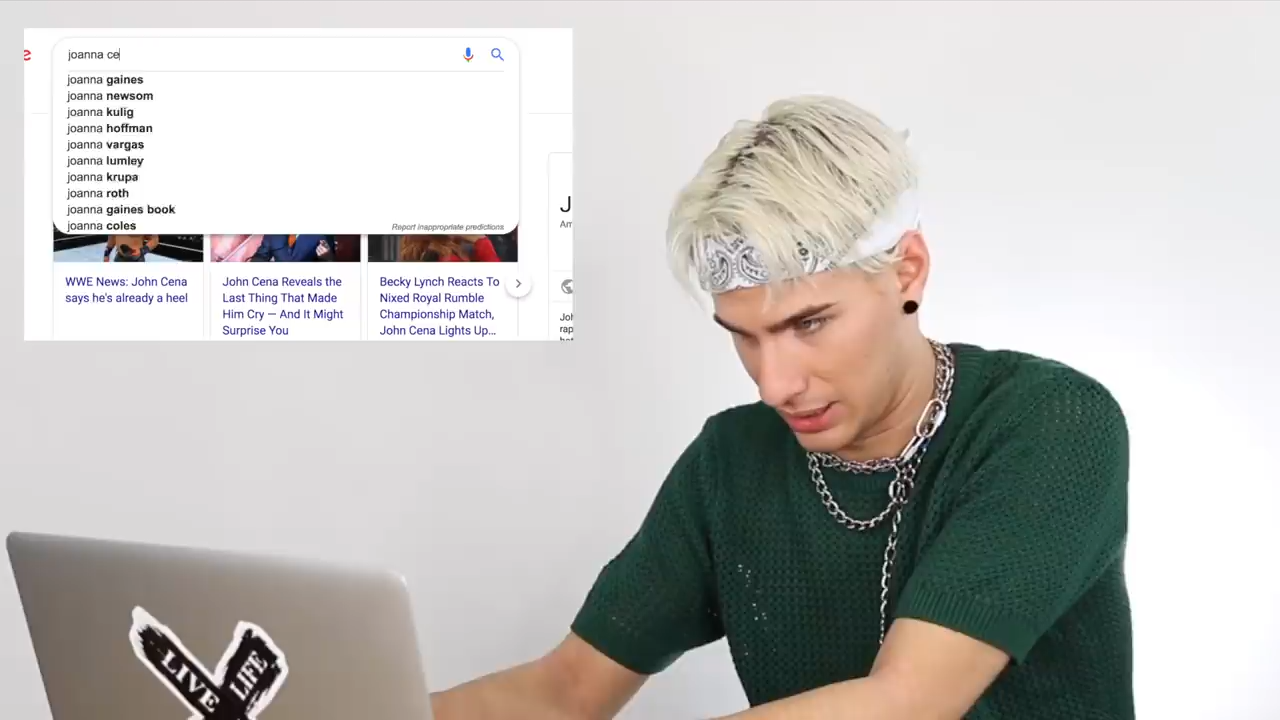 e
joanna ce
joanna gaines
joanna newsom
joanna kulig
joanna hoffman
joanna vargas
joanna lumley
joanna krupa
joanna roth
joanna gaines book
joanna coles
Report inappropriate predictions
J
Am
WWE News: John Cena
says he's already a heel
John Cena Reveals the
Last Thing That Made
Him Cry — And It Might
Surprise You
Becky Lynch Reacts To
Nixed Royal Rumble
Championship Match,
John Cena Lights Up...
Joh
rap
LIVE
LIFE